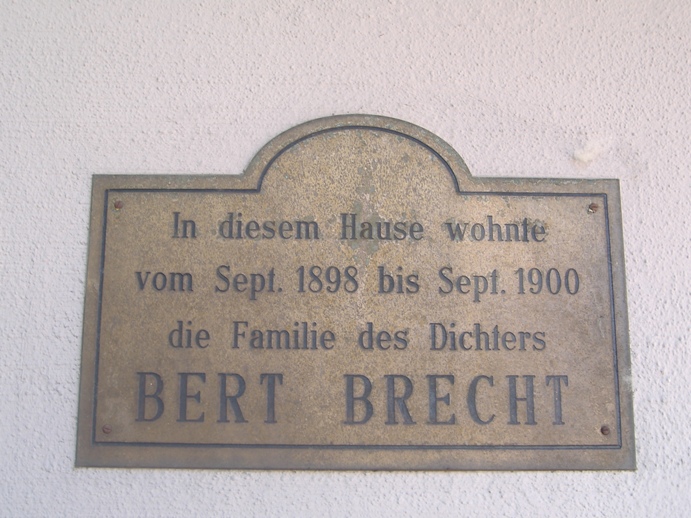 In diesem Hause wohnte
vom Sept. 1898 bis Sept. 1900
die Familie des Dichters
BERT BRECHT